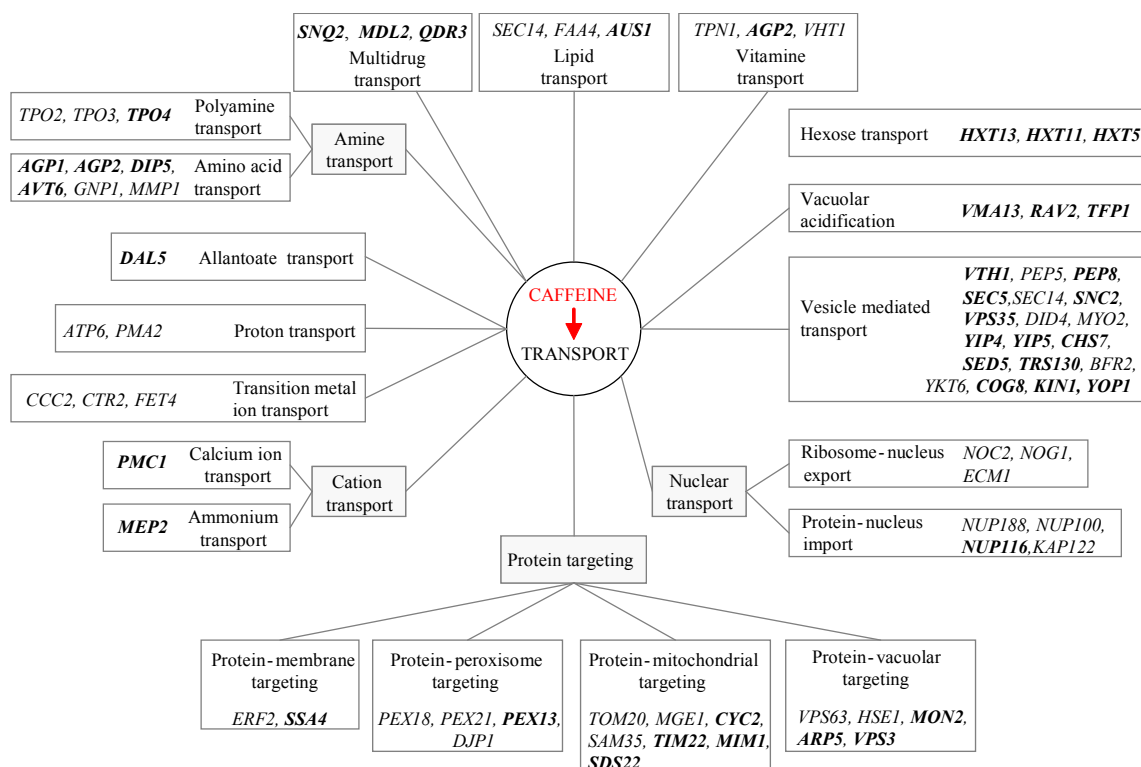 SNQ2, MDL2, QDR3
Multidrug
transport
SEC14, FAA4, AUS1
Lipid
transport
TPN1, AGP2, VHT1
Vitamine
transport
TPO2, TPO3, TPO4
Polyamine
transport
AGP1, AGP2, DIP5,
AVT6, GNP1, MMP1
Amino acid
transport
Amine
transport
Hexose transport
HXT13, HXT11, HXT5
Vacuolar
acidification
VMA13, RAV2, TFP1
DAL5 Allantoate transport
ATP6, PMA2 Proton transport
CCC2, CTR2, FET4
Transition metal
ion transport
CAFFEINE
TRANSPORT
Vesicle mediated
transport
VTH1, PEP5, PEP8,
SEC5,SEC14, SNC2,
VPS35, DID4, MYO2,
YIP4, YIP5, CHS7,
SED5, TRS130, BFR2,
YKT6, COG8, KIN1, YOP1
PMC1
Calcium ion
transport
MEP2
Ammonium
transport
Cation
transport
Nuclear
transport
Ribosome-nucleus
export
NOC2, NOG1,
ECM1
Protein-nucleus
import
NUP188, NUP100,
NUP116,KAP122
Protein targeting
Protein-membrane
targeting
ERF2, SSA4
Protein-peroxisome
targeting
PEX18, PEX21, PEX13,
DJP1
Protein-mitochondrial
targeting
TOM20, MGE1, CYC2,
SAM35, TIM22, MIM1,
SDS22
Protein-vacuolar
targeting
VPS63, HSE1, MON2,
ARP5, VPS3